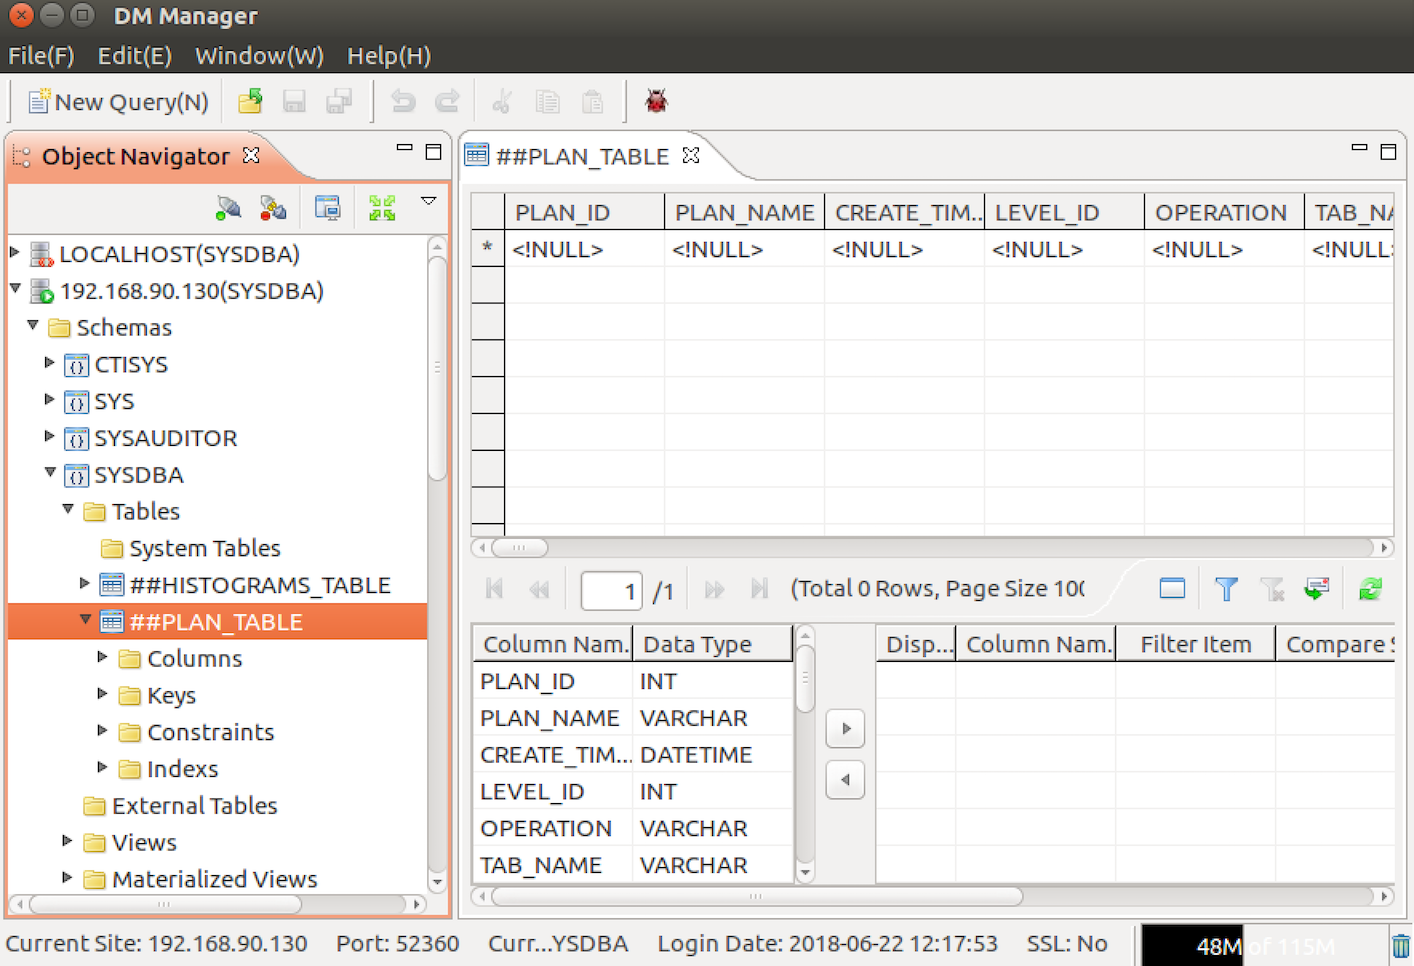 DM Manager
File(F) Edit(E) Window(W) Help(H)
New Query(N)
Object Navigator
LOCALHOST(SYSDBA)
192.168.90.130(SYSDBA)
Schemas
CTISYS
SYS
SYSAUDITOR
SYSDBA
Tables
System Tables
##HISTOGRAMS_TABLE
##PLAN_TABLE
Columns
Keys
Constraints
Indexs
External Tables
Views
Materialized Views
##PLAN_TABLE
PLAN_ID PLAN_NAME CREATE_TIM... LEVEL_ID OPERATION TAB_NA
* <!NULL> <!NULL> <!NULL> <!NULL> <!NULL> <!NULL>
1 /1 (Total 0 Rows, Page Size 100
Column Nam... Data Type
PLAN_ID INT
PLAN_NAME VARCHAR
CREATE_TIM... DATETIME
LEVEL_ID INT
OPERATION VARCHAR
TAB_NAME VARCHAR
Disp... Column Nam... Filter Item Compare S
Current Site: 192.168.90.130 Port: 52360 Curr...YSDBA Login Date: 2018-06-22 12:17:53 SSL: No 48M of 115M